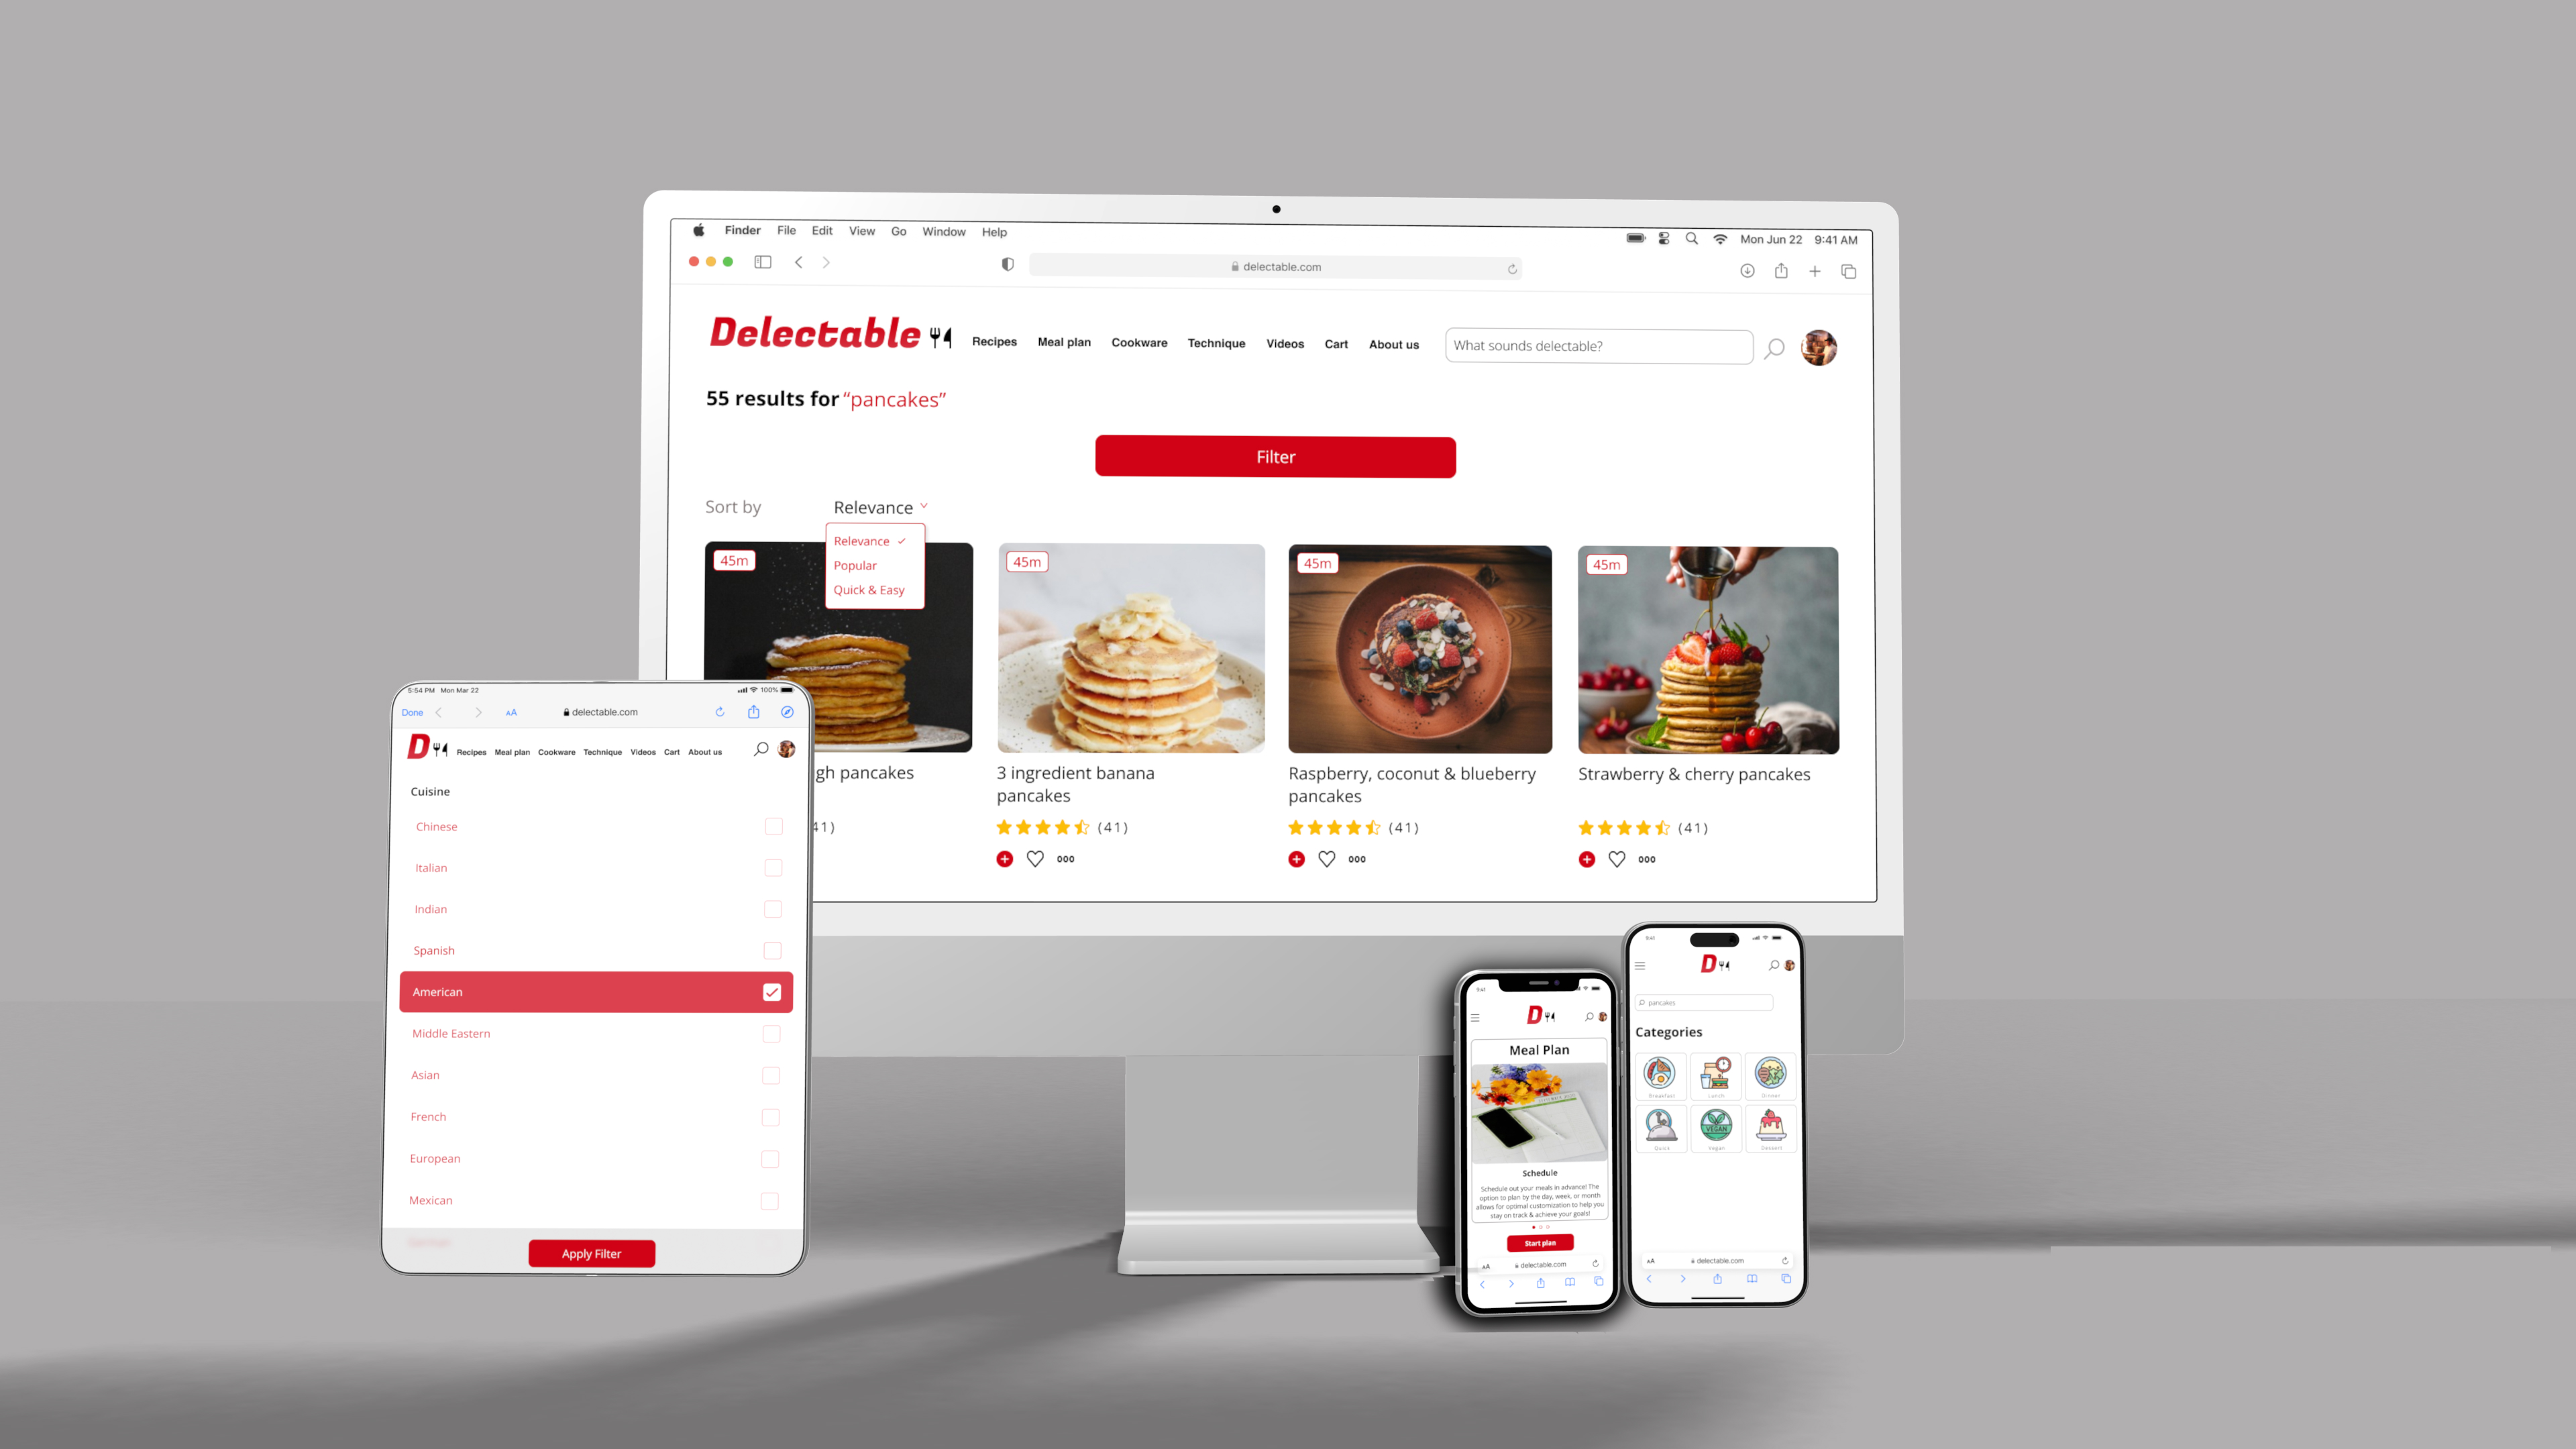 Finder File Edit View Go Window Help
Mon Jun 22 9:41 AM
delectable.com
Delectable
Recipes Meal plan Cookware Technique Videos Cart About us
What sounds delectable?
55 results for “pancakes”
Filter
Sort by Relevance
Relevance
Popular
Quick & Easy
45m
45m
45m
45m
gh pancakes
3 ingredient banana
pancakes
Raspberry, coconut & blueberry
pancakes
Strawberry & cherry pancakes
41)
(41)
(41)
(41)
5:54 PM Mon Mar 22
100%
Done
AA
delectable.com
D
Recipes Meal plan Cookware Technique Videos Cart About us
Cuisine
Chinese
Italian
Indian
Spanish
American
Middle Eastern
Asian
French
European
Mexican
Apply Filter
9:41
D
Meal Plan
Schedule
Schedule out your meals in advance! The
option to plan by the day, week, or month
allows for optimal customization to help you
stay on track & achieve your goals!
Start plan
AA
delectable.com
9:41
D
pancakes
Categories
Breakfast Lunch Dinner
VEGAN
Quick Vegan Dessert
AA
delectable.com